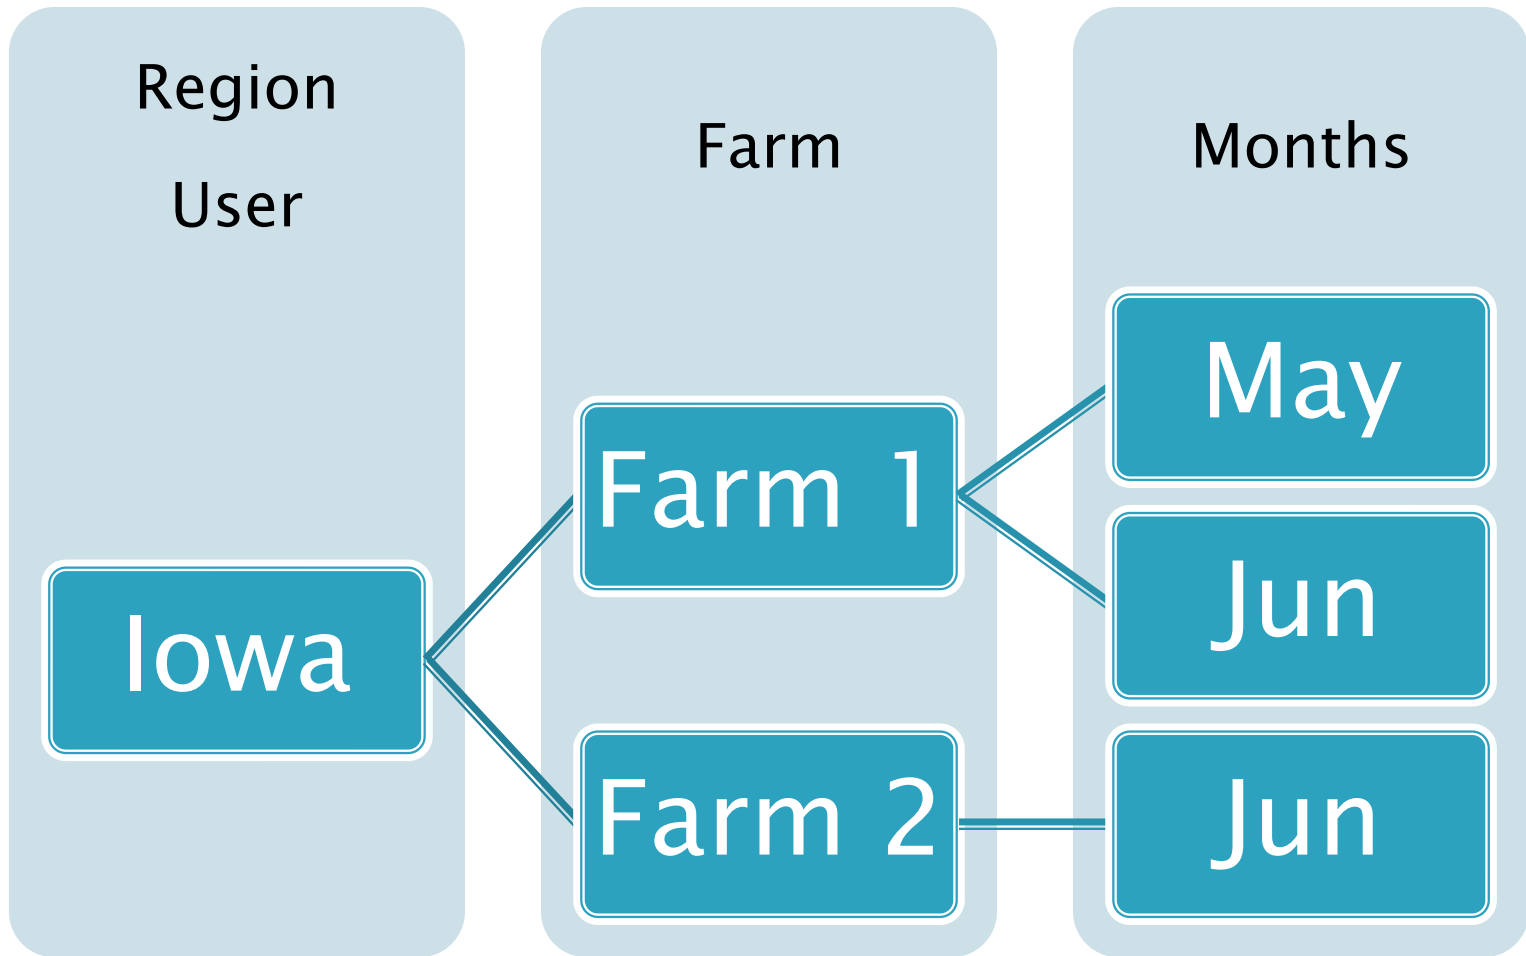 Region
User
Farm
Months
Iowa
Farm 1
Farm 2
May
Jun
Jun